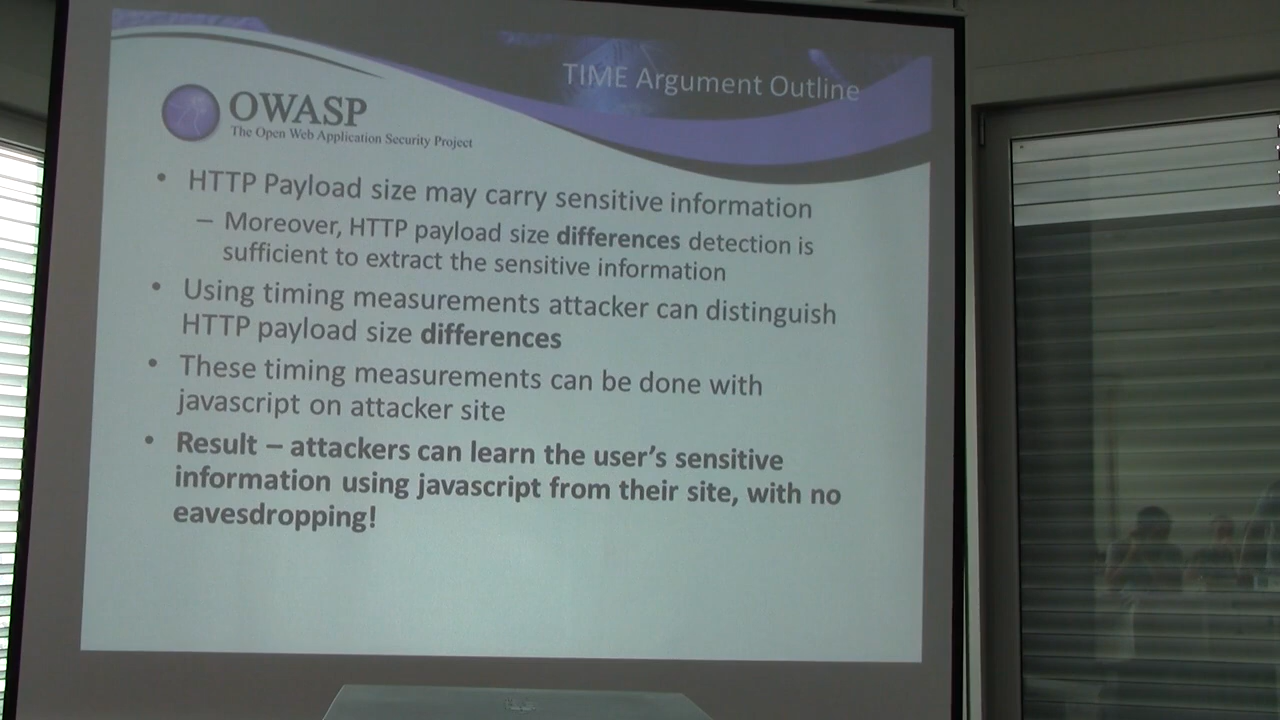 TIME Argument Outline
OWASP
The Open Web Application Security Project
• HTTP Payload size may carry sensitive information
– Moreover, HTTP payload size differences detection is
sufficient to extract the sensitive information
• Using timing measurements attacker can distinguish
HTTP payload size differences
• These timing measurements can be done with
javascript on attacker site
• Result – attackers can learn the user's sensitive
information using javascript from their site, with no
eavesdropping!